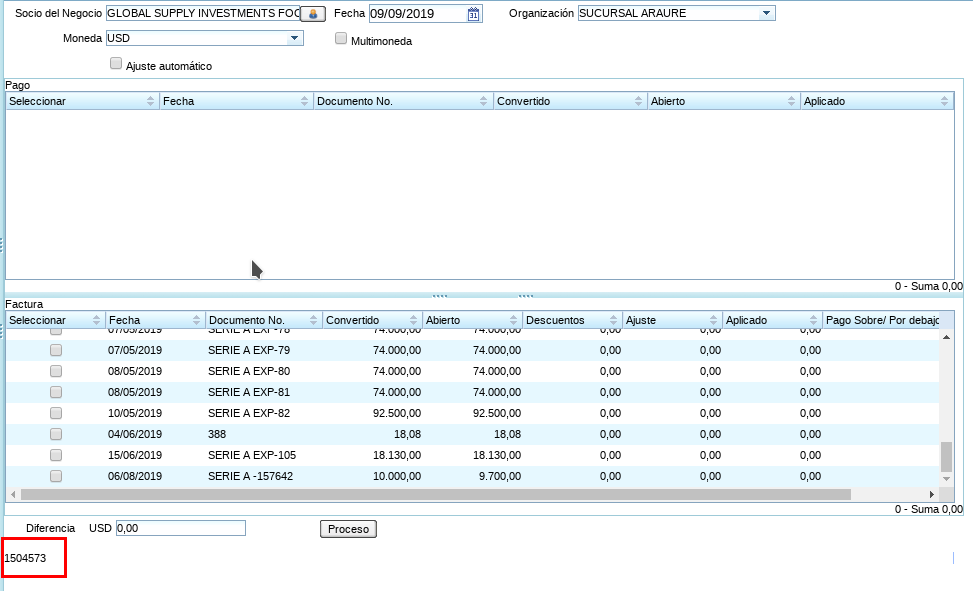 Socio del Negocio GLOBAL SUPPLY INVESTMENTS FOO Fecha 09/09/2019 31 Organización SUCURSAL ARAURE
Moneda USD Multimoneda
Ajuste automático
Pago
Seleccionar Fecha Documento No. Convertido Abierto Aplicado
0 - Suma 0,00
Factura
Seleccionar Fecha Documento No. Convertido Abierto Descuentos Ajuste Aplicado Pago Sobre/ Por debajo
07/05/2019 SERIE A EXP-78 74.000,00 74.000,00 0,00 0,00 0,00
07/05/2019 SERIE A EXP-79 74.000,00 74.000,00 0,00 0,00 0,00
08/05/2019 SERIE A EXP-80 74.000,00 74.000,00 0,00 0,00 0,00
08/05/2019 SERIE A EXP-81 74.000,00 74.000,00 0,00 0,00 0,00
10/05/2019 SERIE A EXP-82 92.500,00 92.500,00 0,00 0,00 0,00
04/06/2019 388 18,08 18,08 0,00 0,00 0,00
15/06/2019 SERIE A EXP-105 18.130,00 18.130,00 0,00 0,00 0,00
06/08/2019 SERIE A -157642 10.000,00 9.700,00 0,00 0,00 0,00
0 - Suma 0,00
Diferencia USD 0,00 Proceso
1504573